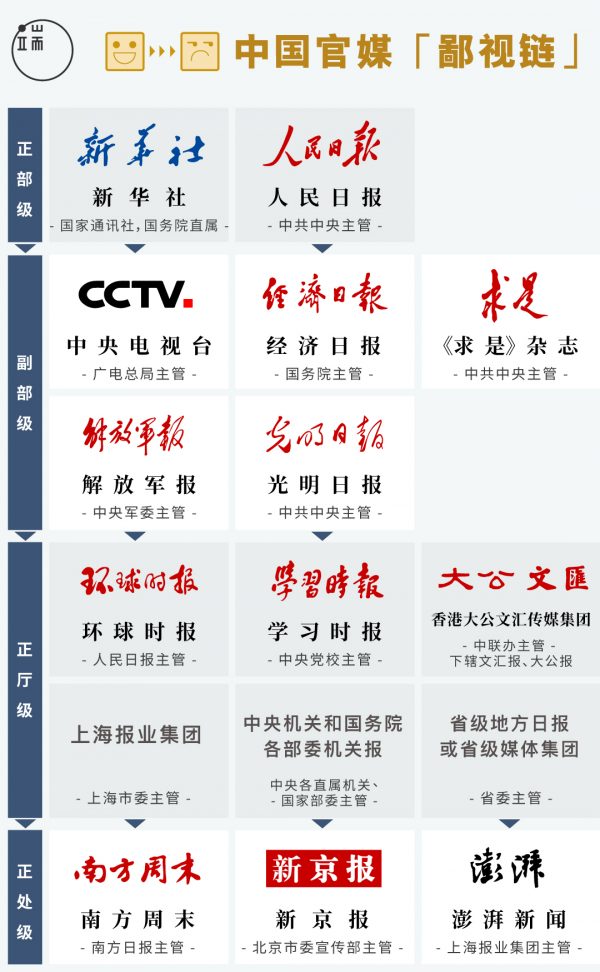 端
中国官媒「鄙视链」
正部级
新华社
人民日报
新华社
人民日报
- 国家通讯社，国务院直属 -
- 中共中央主管 -
副部级
CCTV.
经济日報
求是
中央电视台
经济日报
《求是》杂志
- 广电总局主管 -
- 国务院主管 -
- 中共中央主管 -
解放军报
光明日报
解放军报
光明日报
- 中央军委主管 -
- 中共中央主管 -
正厅级
环球时报
學習時報
大公文匯
环球时报
学习时报
香港大公文汇传媒集团
- 人民日报主管 -
- 中央党校主管 -
- 中联办主管 -
下辖文汇报、大公报
上海报业集团
中央机关和国务院
各部委机关报
省级地方日报
或省级媒体集团
- 上海市委主管 -
中央各直属机关、
- 国家部委主管 -
- 省委主管 -
正处级
南方周末
新京报
澎湃
南方周末
新京报
澎湃新闻
- 南方日报主管 -
- 北京市委宣传部主管 -
- 上海报业集团主管 -